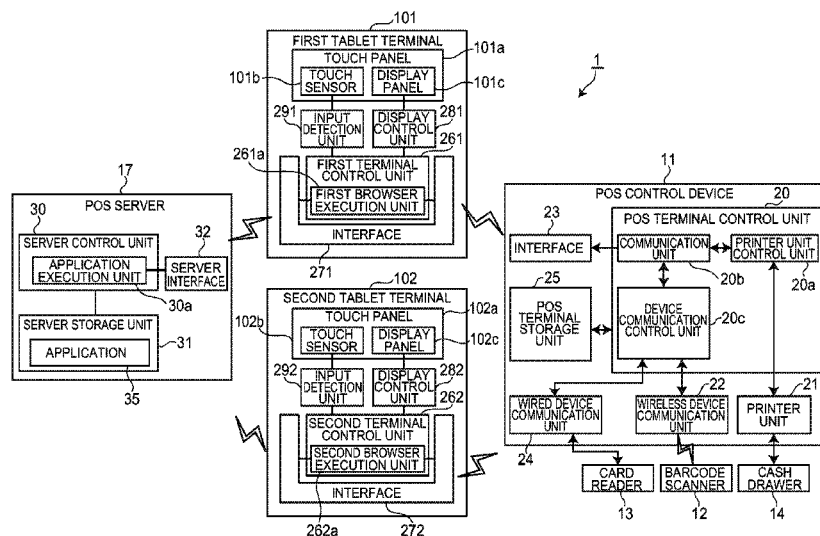 101
FIRST TABLET TERMINAL
101a
TOUCH PANEL
101b
TOUCH SENSOR
DISPLAY PANEL
101c
291
INPUT DETECTION UNIT
DISPLAY CONTROL UNIT
281
261a
FIRST TERMINAL CONTROL UNIT
261
FIRST BROWSER EXECUTION UNIT
INTERFACE
271
1
17
POS SERVER
30
SERVER CONTROL UNIT
32
APPLICATION EXECUTION UNIT
SERVER INTERFACE
30a
SERVER STORAGE UNIT
APPLICATION
31
35
102
SECOND TABLET TERMINAL
102a
TOUCH PANEL
102b
TOUCH SENSOR
DISPLAY PANEL
102c
292
INPUT DETECTION UNIT
DISPLAY CONTROL UNIT
282
262
SECOND TERMINAL CONTROL UNIT
SECOND BROWSER EXECUTION UNIT
INTERFACE
262a
272
11
POS CONTROL DEVICE
20
POS TERMINAL CONTROL UNIT
23
INTERFACE
COMMUNICATION UNIT
PRINTER UNIT CONTROL UNIT
20b
20a
25
POS TERMINAL STORAGE UNIT
DEVICE COMMUNICATION CONTROL UNIT
20c
22
21
WIRED DEVICE COMMUNICATION UNIT
WIRELESS DEVICE COMMUNICATION UNIT
PRINTER UNIT
24
CARD READER
BARCODE SCANNER
CASH DRAWER
13
12
14